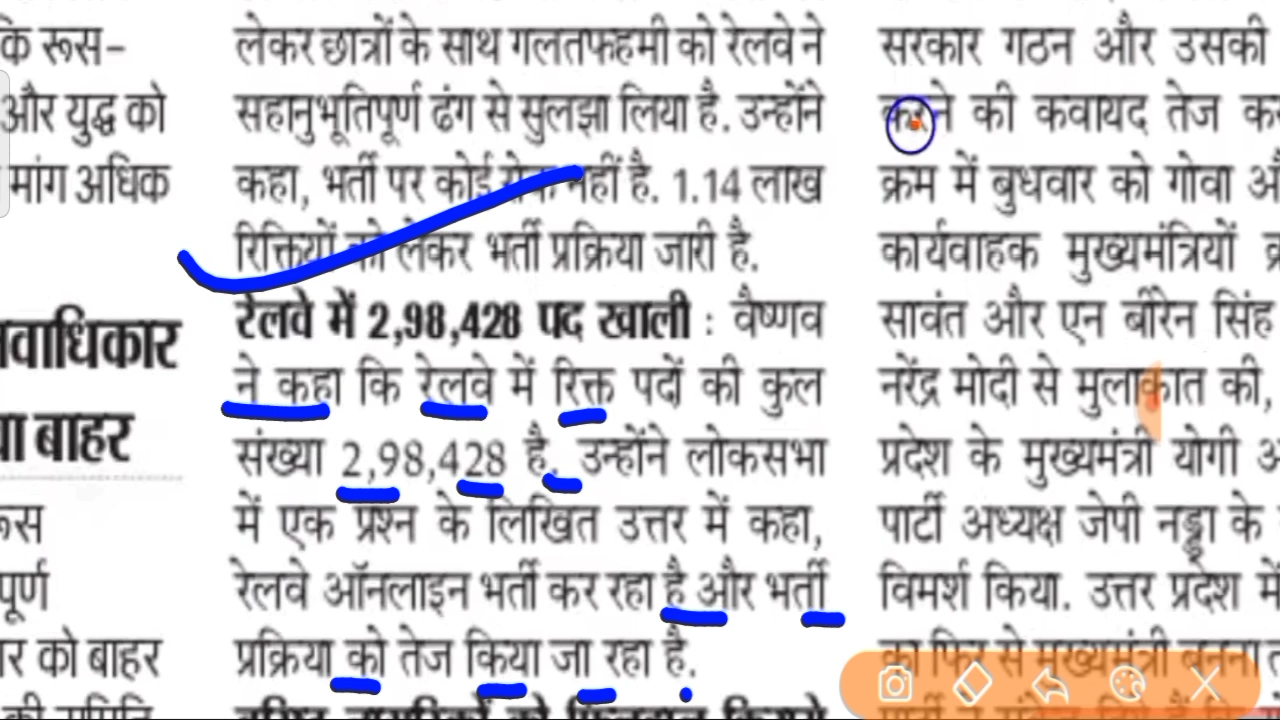 कि रूस-
और युद्ध को
मांग अधिक
वाधिकार
बाहर
पूर्ण
को बाहर
लेकर छात्रों के साथ गलतफहमी को रेलवे ने
सहानुभूतिपूर्ण ढंग से सुलझा लिया है. उन्होंने
कहा, भर्ती पर कोई रोक नहीं है. 1.14 लाख
रिक्तियों को लेकर भर्ती प्रक्रिया जारी है.
रेलवे में 2,98,428 पद खाली : वैष्णव
ने कहा कि रेलवे में रिक्त पदों की कुल
संख्या 2,98,428 है. उन्होंने लोकसभा
में एक प्रश्न के लिखित उत्तर में कहा,
रेलवे ऑनलाइन भर्ती कर रहा है और भर्ती
प्रक्रिया को तेज किया जा रहा है.
सरकार गठन और उसकी
करने की कवायद तेज
क्रम में बुधवार को गोवा
कार्यवाहक मुख्यमंत्रियों
सावंत और एन बीरेन सिंह
नरेंद्र मोदी से मुलाकात की,
प्रदेश के मुख्यमंत्री योगी
पार्टी अध्यक्ष जेपी नड्डा के
विमर्श किया. उत्तर प्रदेश में
का फिर से मुख्यमंत्री बनना